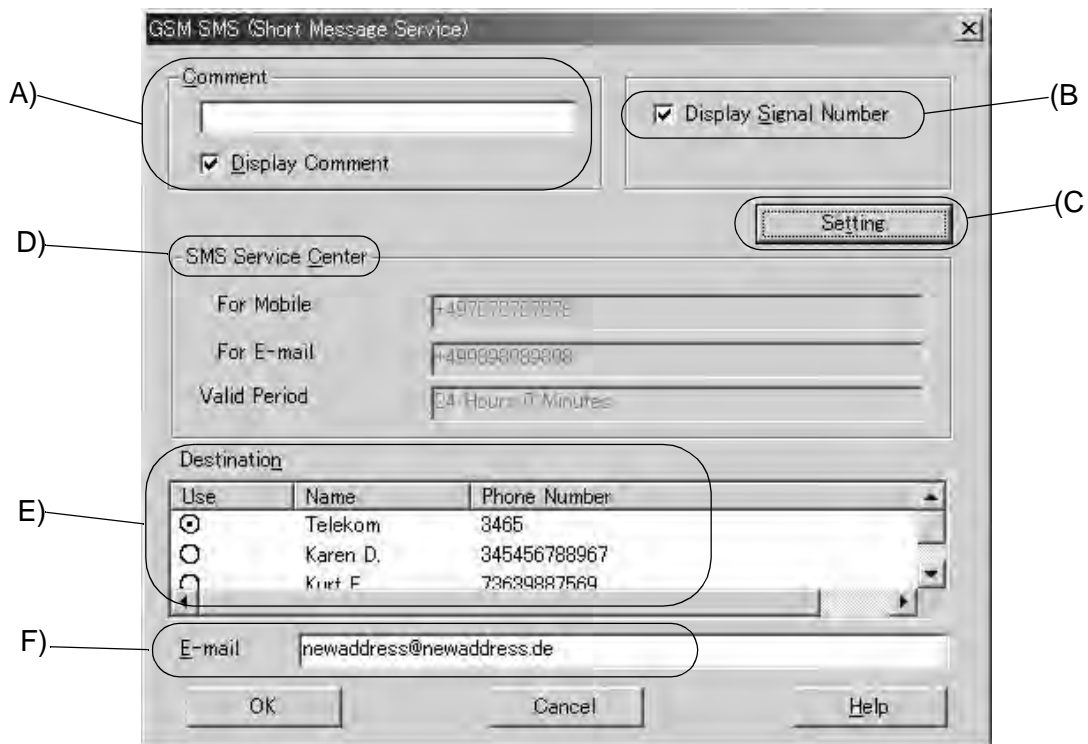 GSM SMS (Short Message Service)
A)
Comment
Display Comment
Display Signal Number
(B
Setting
(C
D)
SMS Service Center
For Mobile
For E-mail
Valid Period
24 Hours 0 Minutes
E)
Destination
Use Name Phone Number
Telekom 3465
Karen D. 345456788967
Kurt F 73639887569
F)
E-mail newaddress@newaddress.de
OK Cancel Help